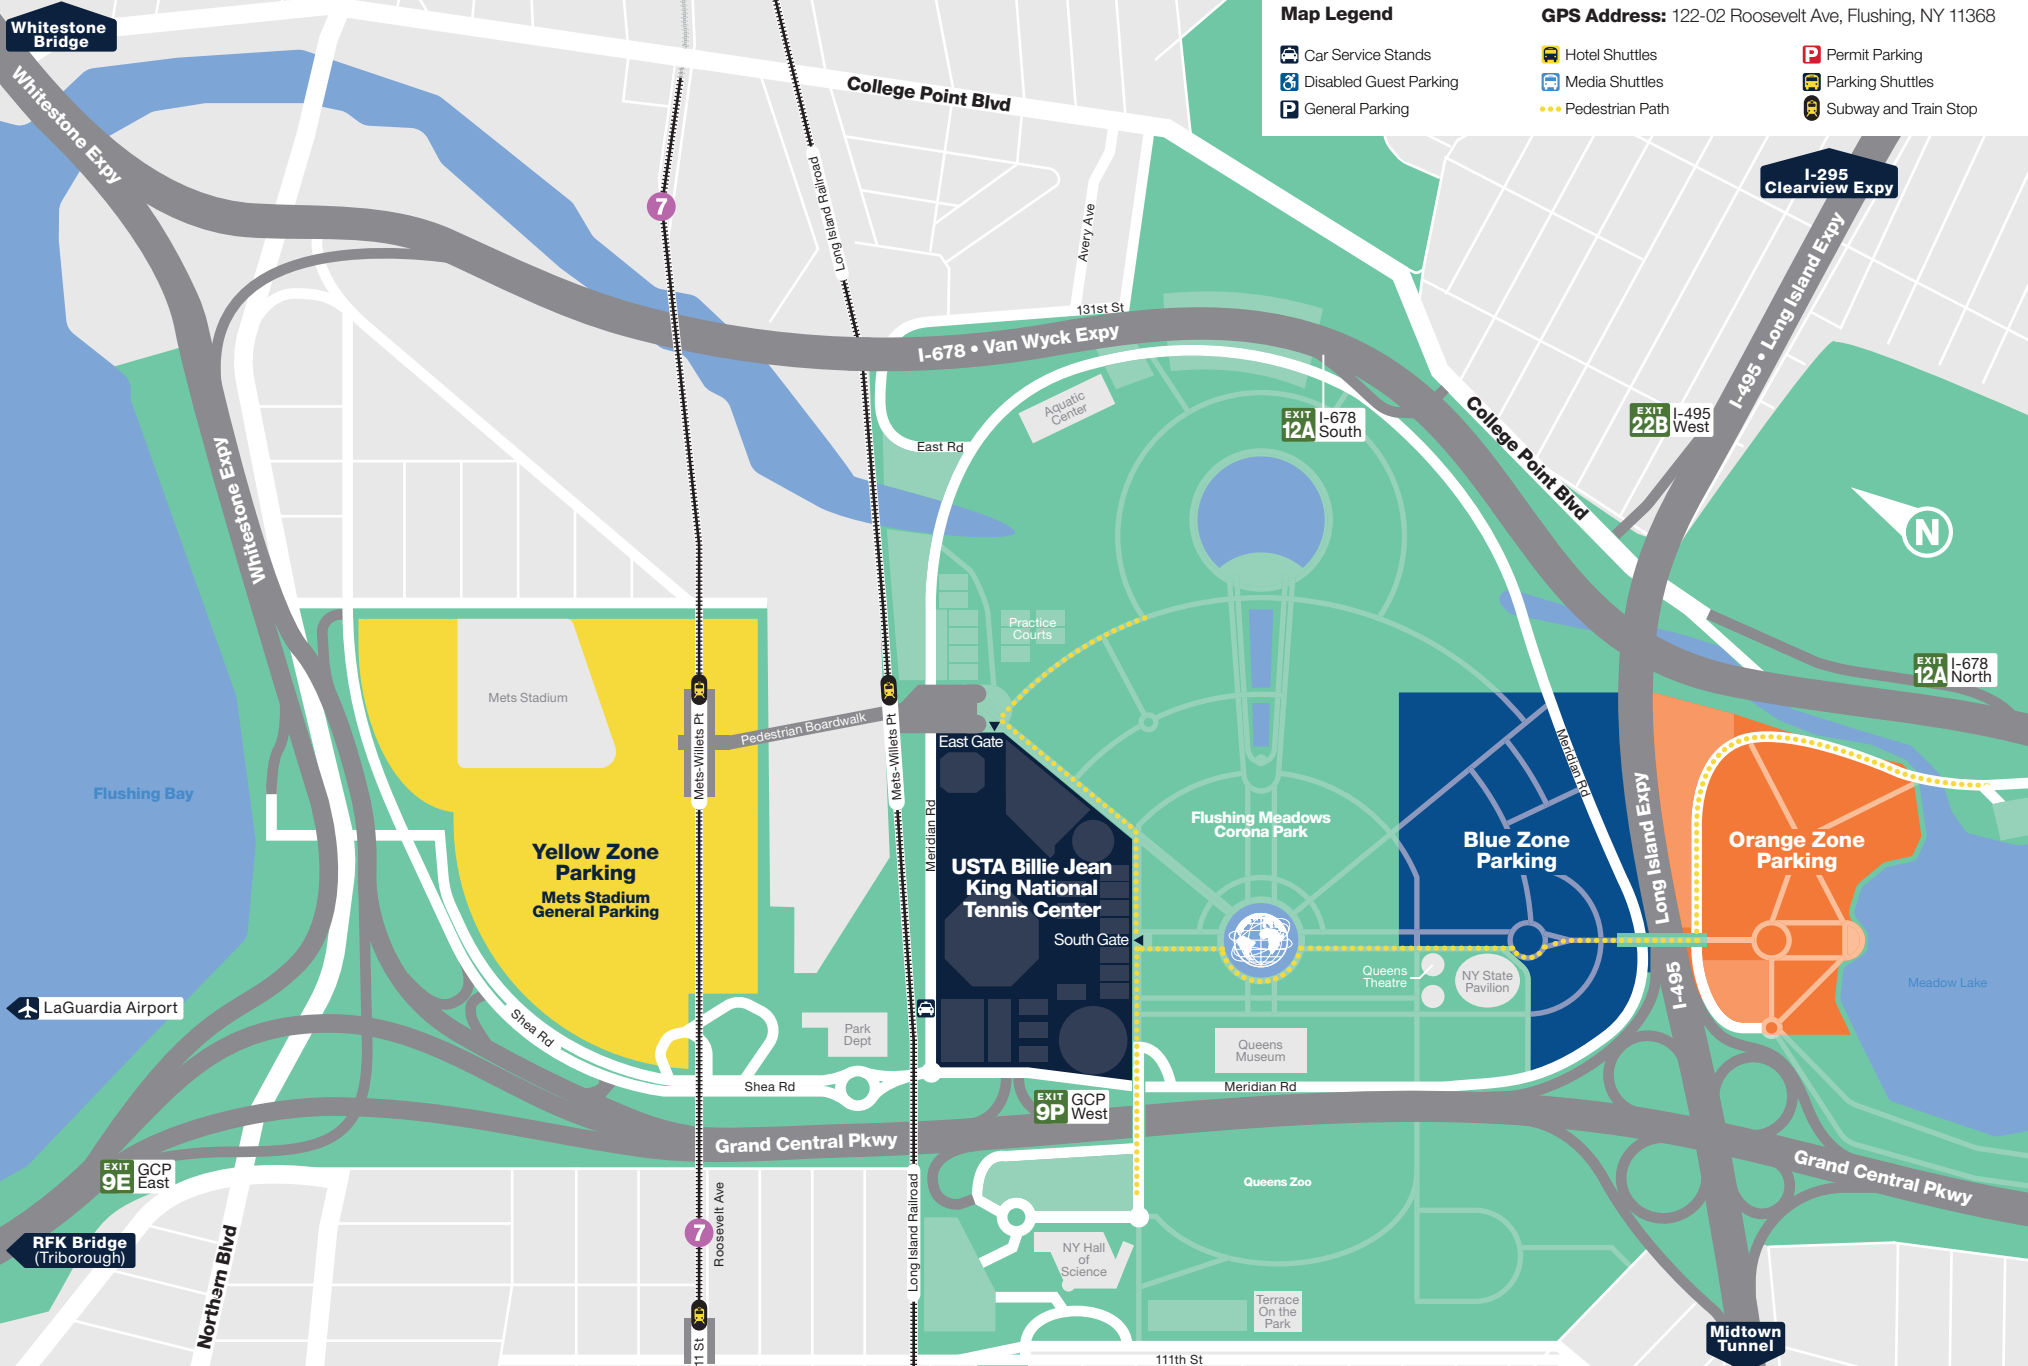 Whitestone
Bridge
Map Legend
GPS Address: 122-02 Roosevelt Ave, Flushing, NY 11368
Car Service Stands
Disabled Guest Parking
P General Parking
Hotel Shuttles
Media Shuttles
Pedestrian Path
P Permit Parking
Parking Shuttles
Subway and Train Stop
Whitestone Expy
College Point Blvd
7
Long Island Railroad
Avery Ave
131st St
I-678 • Van Wyck Expy
I-295
Clearview Expy
I-495 • Long Island Expy
Aquatic
Center
East Rd
EXIT
12A
I-678
South
EXIT
22B
I-495
West
College Point Blvd
N
Whitestone Expy
Practice
Courts
EXIT
12A
I-678
North
Mets Stadium
Mets-Willets Pt
Pedestrian Boardwalk
Mets-Willets Pt
East Gate
Meridian Rd
Meridian Rd
Flushing Bay
Flushing Meadows
Corona Park
Long Island Expy
Blue Zone
Parking
Orange Zone
Parking
Yellow Zone
Parking
Mets Stadium
General Parking
USTA Billie Jean
King National
Tennis Center
South Gate
Queens
Theatre
NY State
Pavilion
I-495
Meadow Lake
LaGuardia Airport
Shea Rd
Park
Dept
Queens
Museum
Shea Rd
Meridian Rd
EXIT
9P
GCP
West
Grand Central Pkwy
EXIT
9E
GCP
East
Grand Central Pkwy
Queens Zoo
Roosevelt Ave
7
Long Island Railroad
RFK Bridge
(Triborough)
Northern Blvd
NY Hall
of
Science
Terrace
On the
Park
11 St
111th St
Midtown
Tunnel